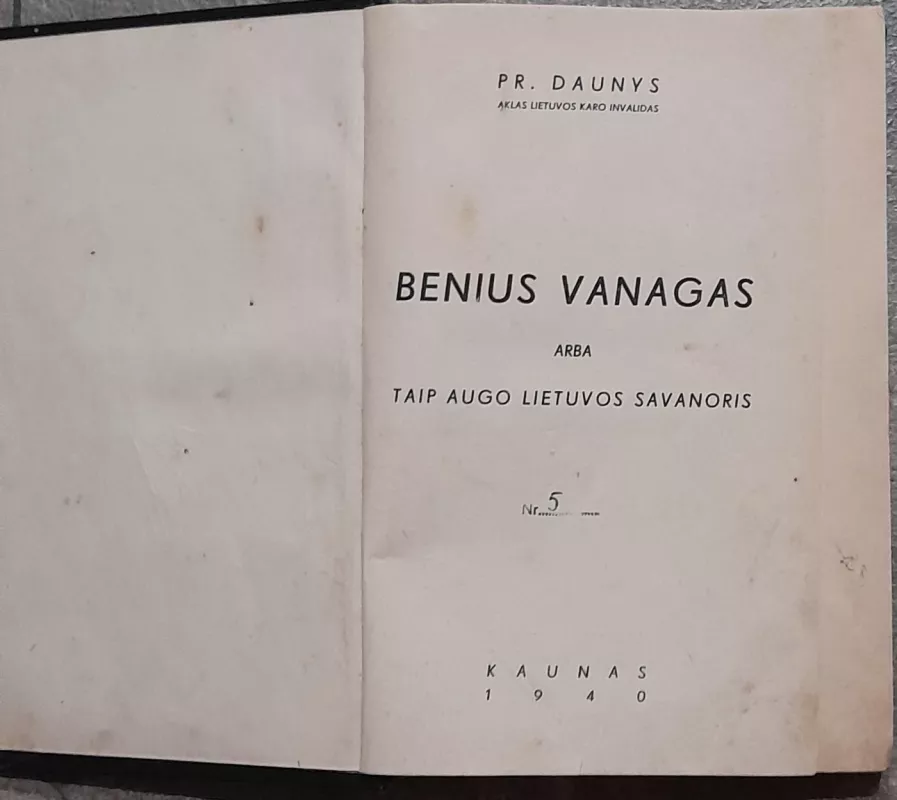 PR. DAUNYS
AKLAS LIETUVOS KARO INVALIDAS
BENIUS VANAGAS
ARBA
TAIP AUGO LIETUVOS SAVANORIS
Nr. 5
KAUNAS
1940